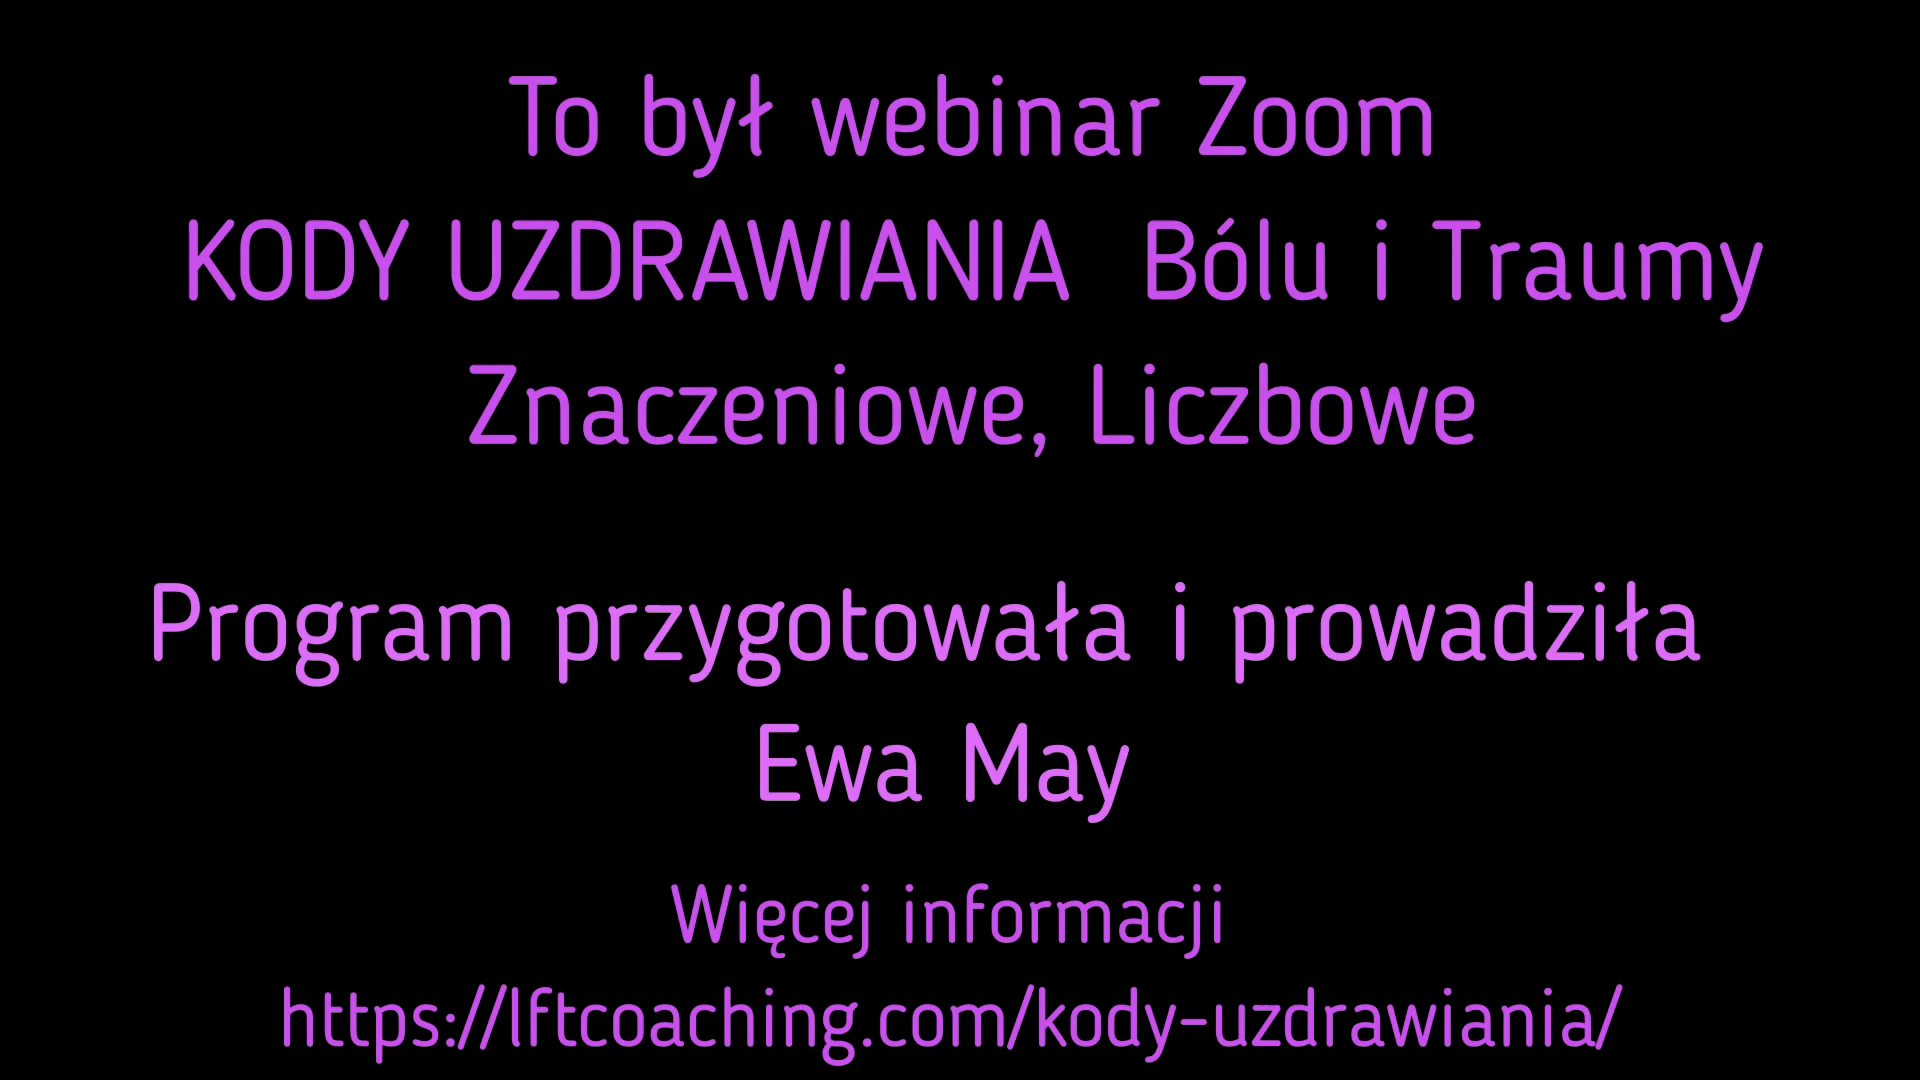 To był webinar Zoom
KODY UZDRAWIANIA Bólu i Traumy
Znaczeniowe, Liczbowe
Program przygotowała i prowadziła
Ewa May
Więcej informacji
https://lftcoaching.com/kody-uzdrawiania/